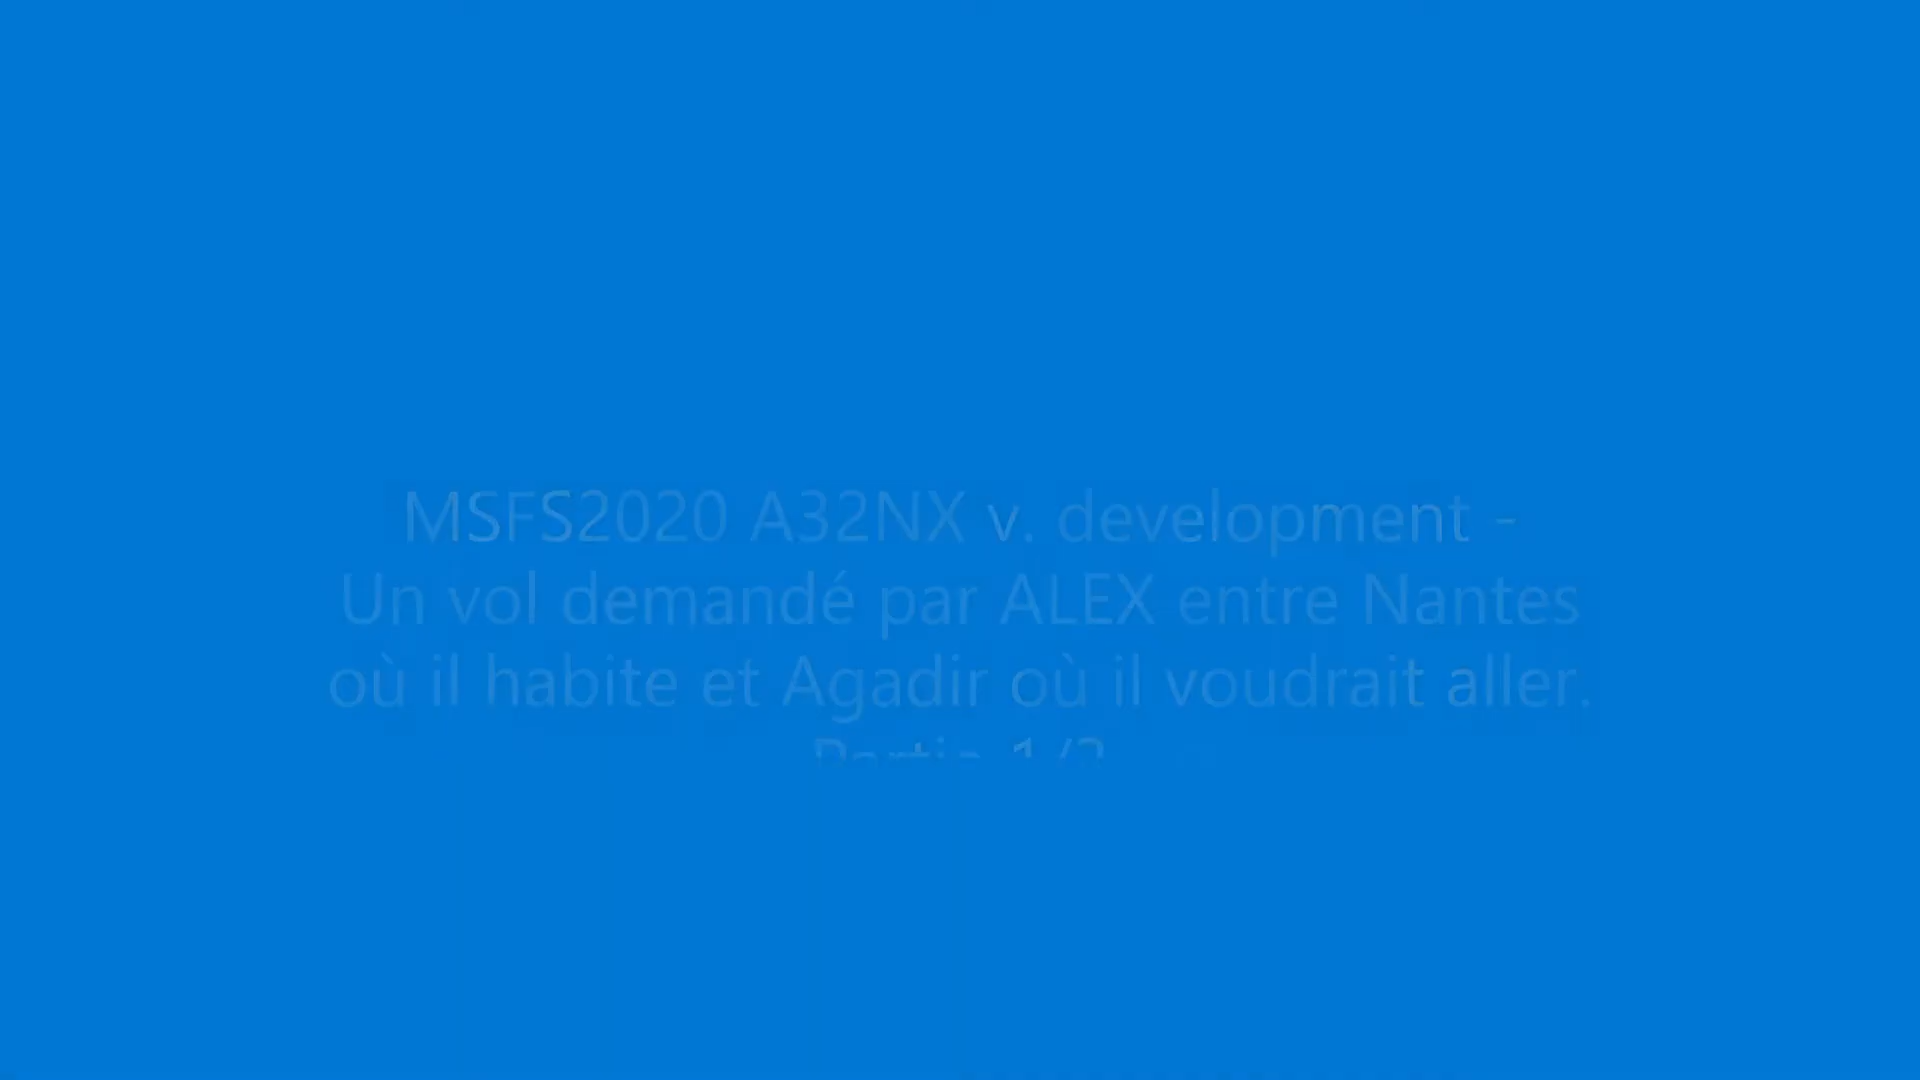 MSFS2020 A32NX v. development -
Un vol demandé par ALEX entre Nantes
où il habite et Agadir où il voudrait aller.
Partie